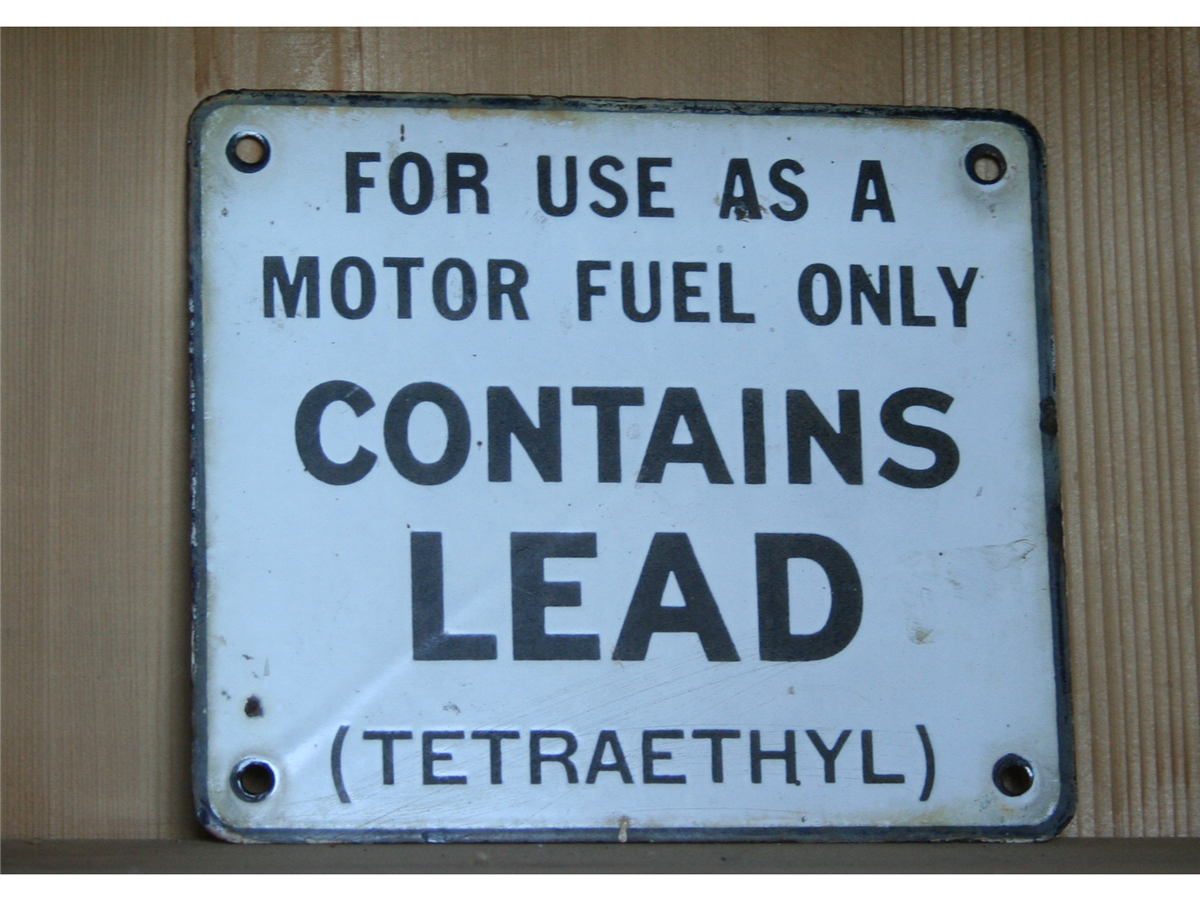 FOR USE AS A
MOTOR FUEL ONLY
CONTAINS
LEAD
(TETRAETHYL)